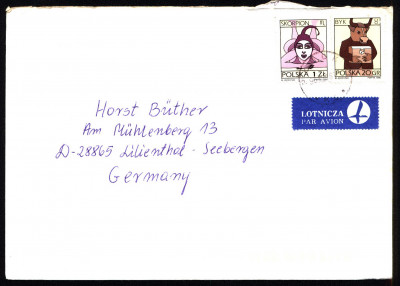 SKORPION ♏
BYK ♉
POLSKA 1 ZŁ
POLSKA 20 GR
LOTNICZA
PAR AVION
Horst Büther
Am Mühlenberg 13
D-28865 Lilienthal-Seebergen
Germany